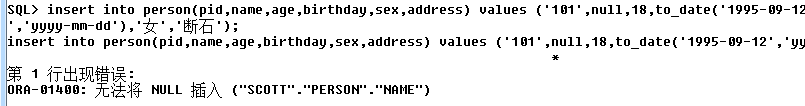 SQL> insert into person(pid,name,age,birthday,sex,address) values ('101',null,18,to_date('1995-09-12
','yyyy-mm-dd'),'女','断石');
insert into person(pid,name,age,birthday,sex,address) values ('101',null,18,to_date('1995-09-12','yy
*
第 1 行出现错误:
ORA-01400: 无法将 NULL 插入 ("SCOTT"."PERSON"."NAME")